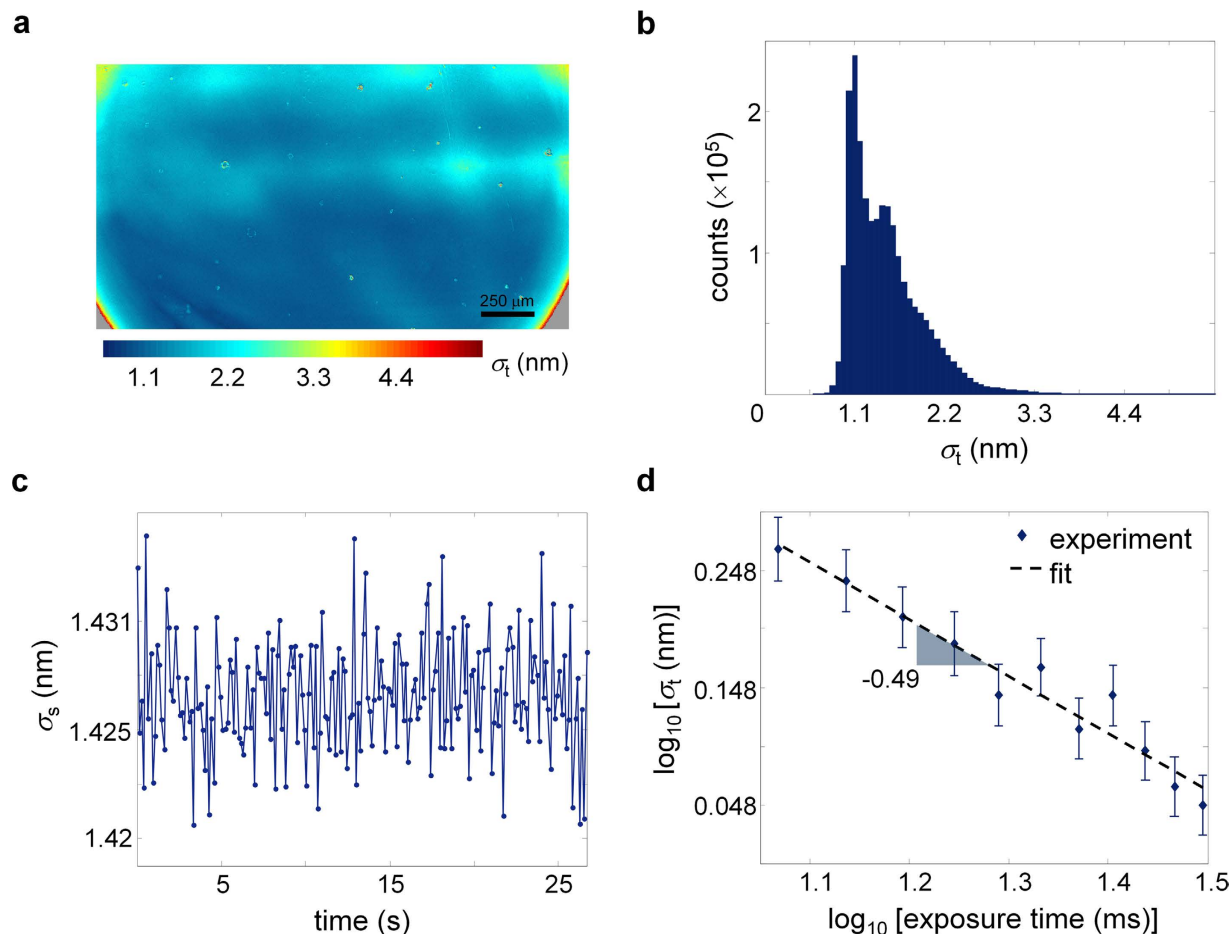 a
250 μm
1.1 2.2 3.3 4.4 σt (nm)
b
counts (×10⁵)
2
1
0 1.1 2.2 3.3 4.4
σt (nm)
c
σs (nm)
1.431
1.425
1.42
5 25
15
time (s)
d
log10 [σt (nm)]
0.248
0.148
0.048
experiment
fit
-0.49
1.1 1.2 1.3 1.4 1.5
log10 [exposure time (ms)]